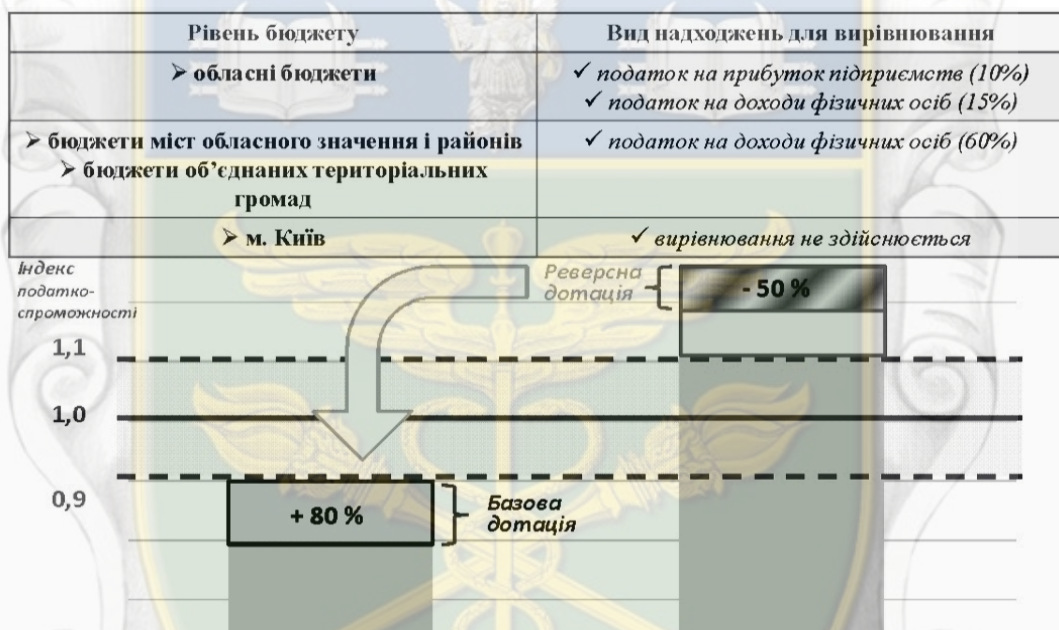 Рівень бюджету
Вид надходжень для вирівнювання
➢ обласні бюджети
✓ податок на прибуток підприємств (10%)
✓ податок на доходи фізичних осіб (15%)
➢ бюджети міст обласного значення і районів
➢ бюджети об’єднаних територіальних
громад
✓ податок на доходи фізичних осіб (60%)
➢ м. Київ
✓ вирівнювання не здійснюється
Індекс
податко-
спроможності
Реверсна
дотація
- 50 %
1,1
1,0
0,9
+ 80 %
Базова
дотація